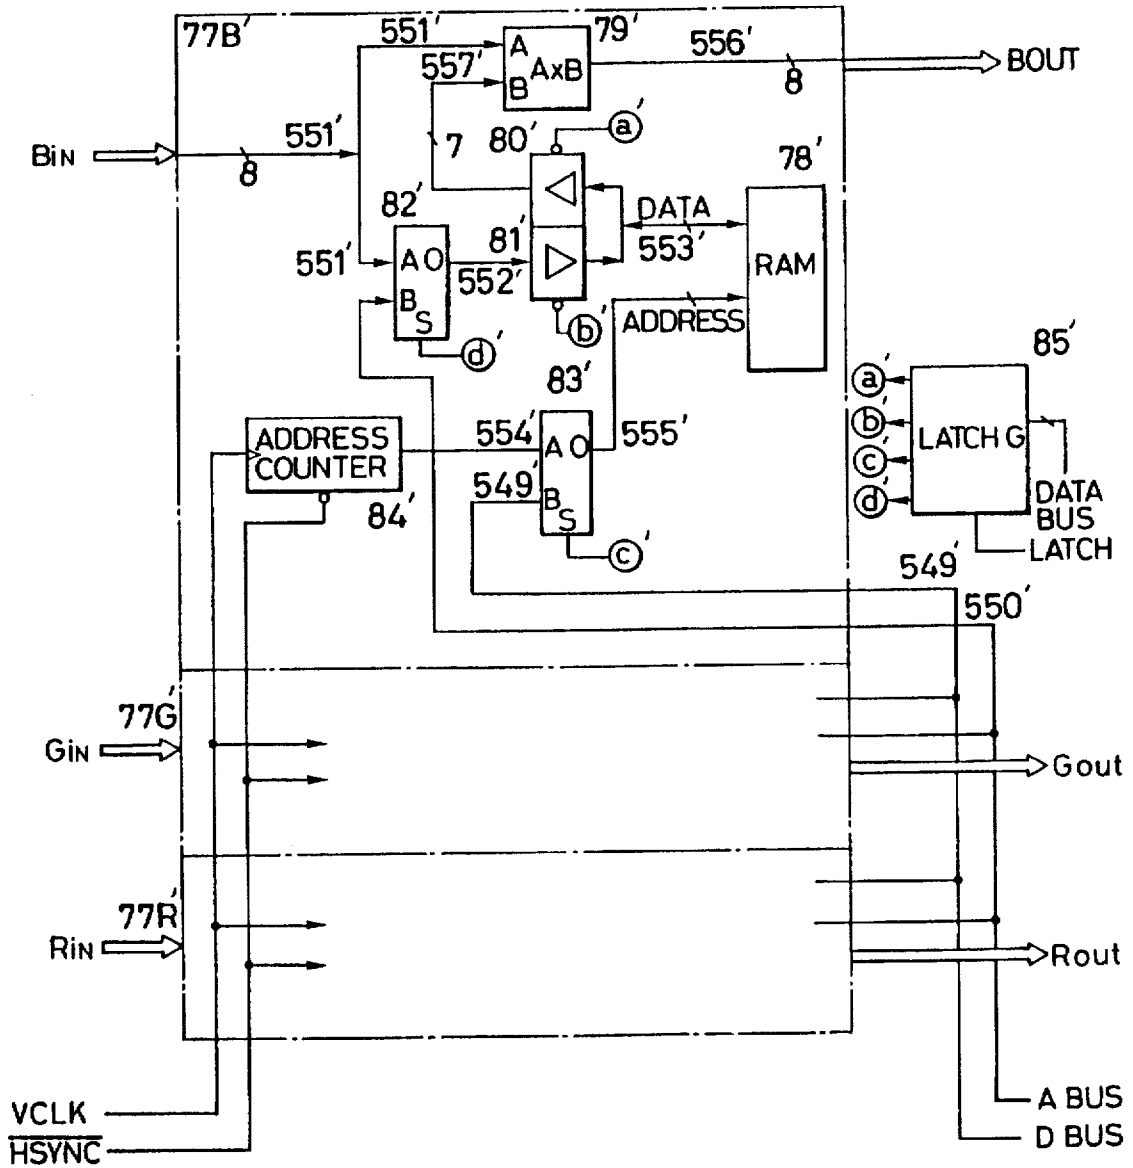 77B'
551'
79'
556'
557'
A
B
AxB
8
BOUT
BIN
8
551'
7
80'
a'
78'
82'
DATA
553'
RAM
551'
A O
B
S
81'
552'
b'
ADDRESS
d'
83'
85'
a'
b'
c'
d'
LATCH G
DATA
BUS
LATCH
ADDRESS
COUNTER
84'
554'
549'
A O
B
S
555'
c'
549'
550'
77G'
GIN
Gout
77R'
RIN
Rout
VCLK
HSYNC
A BUS
D BUS